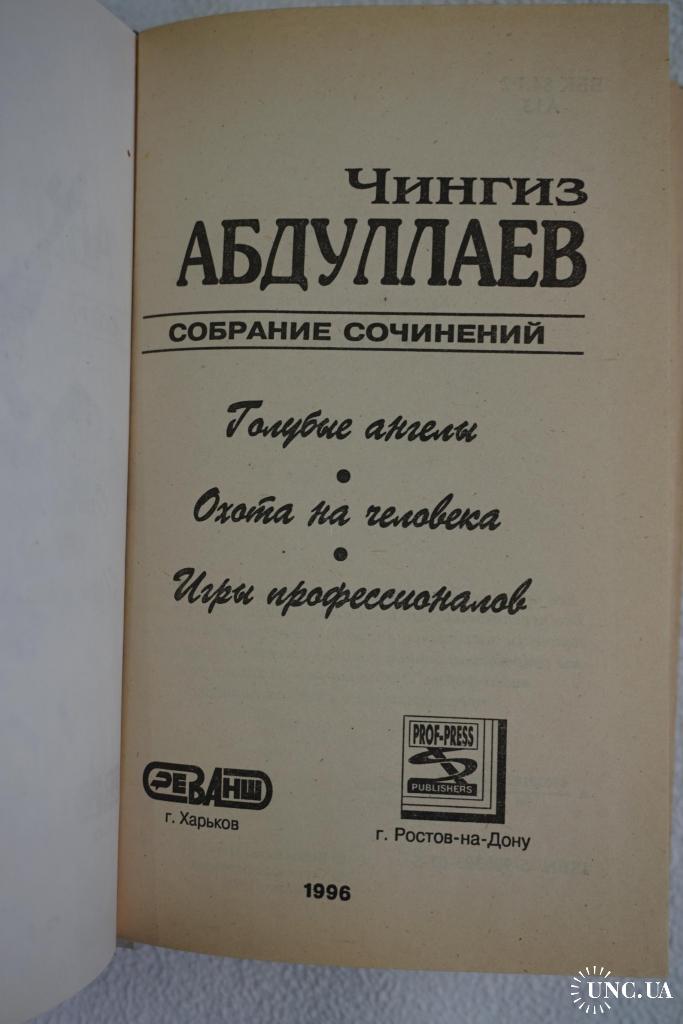 Чингиз
АБДУЛЛАЕВ
СОБРАНИЕ СОЧИНЕНИЙ
Голубые ангелы
•
Охота на человека
•
Игры профессионалов
РЕВАНШ
г. Харьков
PROF-PRESS
PUBLISHERS
г. Ростов-на-Дону
1996
UNC.UA